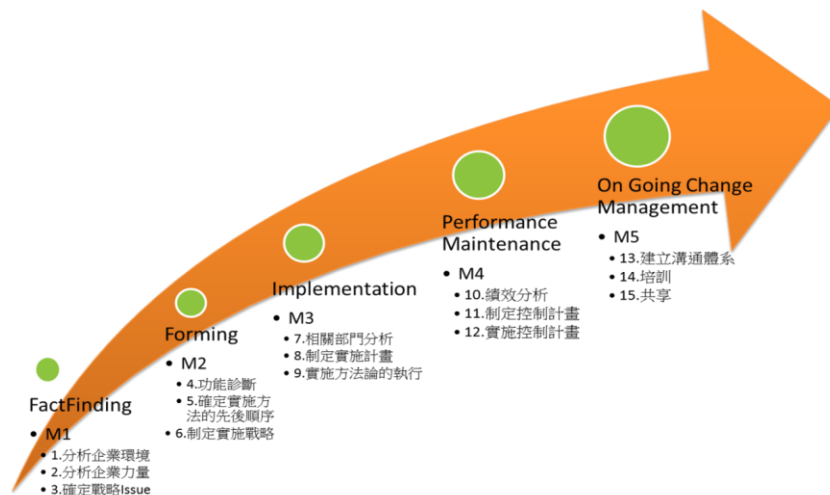 FactFinding
• M1
• 1.分析企業環境
• 2.分析企業力量
• 3.確定戰略Issue
Forming
• M2
• 4.功能診斷
• 5.確定實施方
法的先後順序
• 6.制定實施戰略
Implementation
• M3
• 7.相關部門分析
• 8.制定實施計畫
• 9.實施方法論的執行
Performance
Maintenance
• M4
• 10.績效分析
• 11.制定控制計畫
• 12.實施控制計畫
On Going Change
Management
• M5
• 13.建立溝通體系
• 14.培訓
• 15.共享